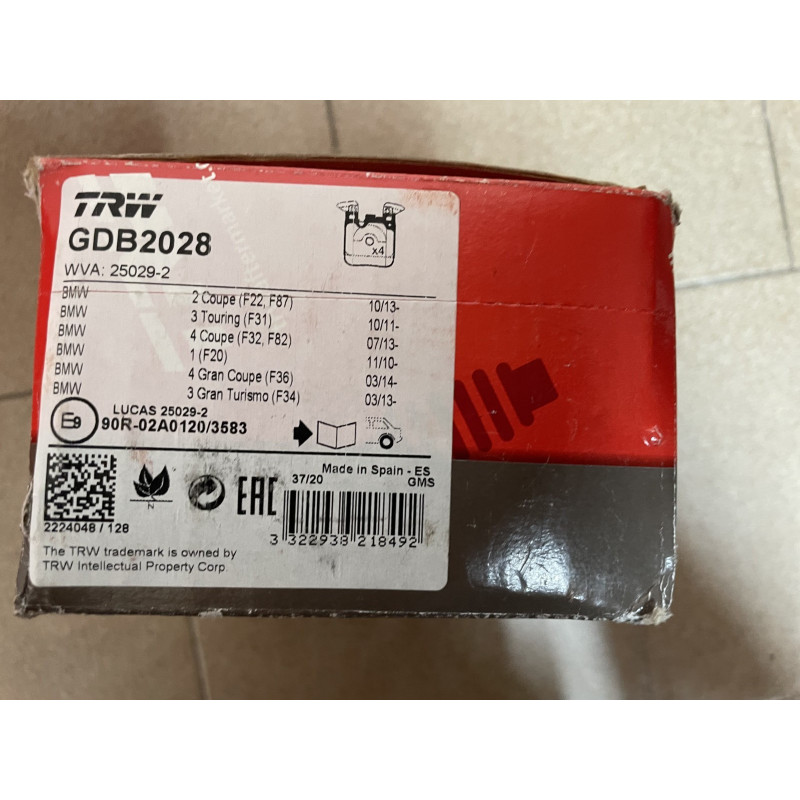 TRW
GDB2028
WVA: 25029-2
x4
BMW 2 Coupe (F22, F87) 10/13-
BMW 3 Touring (F31) 10/11-
BMW 4 Coupe (F32, F82) 07/13-
BMW 1 (F20) 11/10-
BMW 4 Gran Coupe (F36) 03/14-
BMW 3 Gran Turismo (F34) 03/13-
LUCAS 25029-2
E9 90R-02A0120/3583
Made in Spain - ES
37/20 GMS
N
EAC
2224048 / 128
3 322938 218492
The TRW trademark is owned by
TRW Intellectual Property Corp.